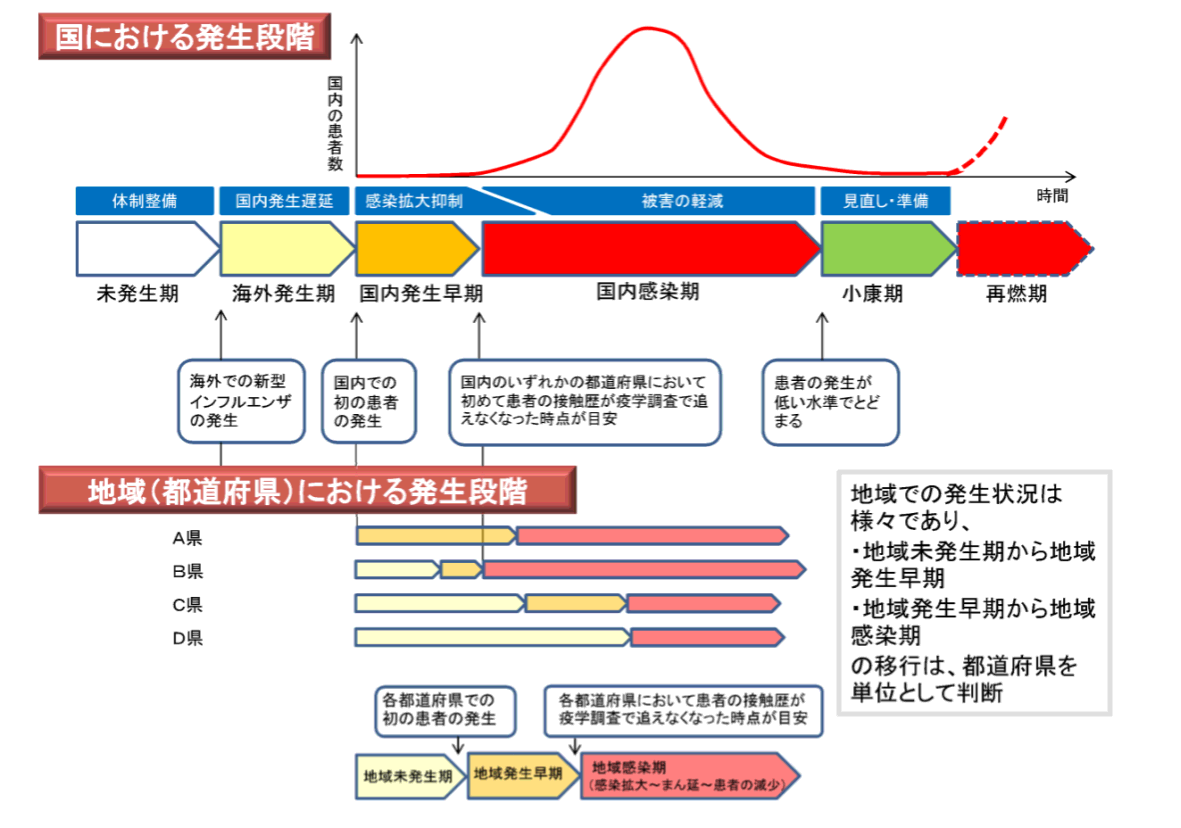 国における発生段階
国内の患者数
時間
体制整備
国内発生遅延
感染拡大抑制
被害の軽減
見直し・準備
未発生期
海外発生期
国内発生早期
国内感染期
小康期
再燃期
海外での新型
インフルエンザ
の発生
国内での
初の患者
の発生
国内のいずれかの都道府県において
初めて患者の接触歴が疫学調査で追
えなくなった時点が目安
患者の発生が
低い水準でとど
まる
地域(都道府県)における発生段階
A県
B県
C県
D県
地域での発生状況は
様々であり、
・地域未発生期から地域
発生早期
・地域発生早期から地域
感染期
の移行は、都道府県を
単位として判断
各都道府県での
初の患者の発生
各都道府県において患者の接触歴が
疫学調査で追えなくなった時点が目安
地域未発生期
地域発生早期
地域感染期
(感染拡大~まん延~患者の減少)